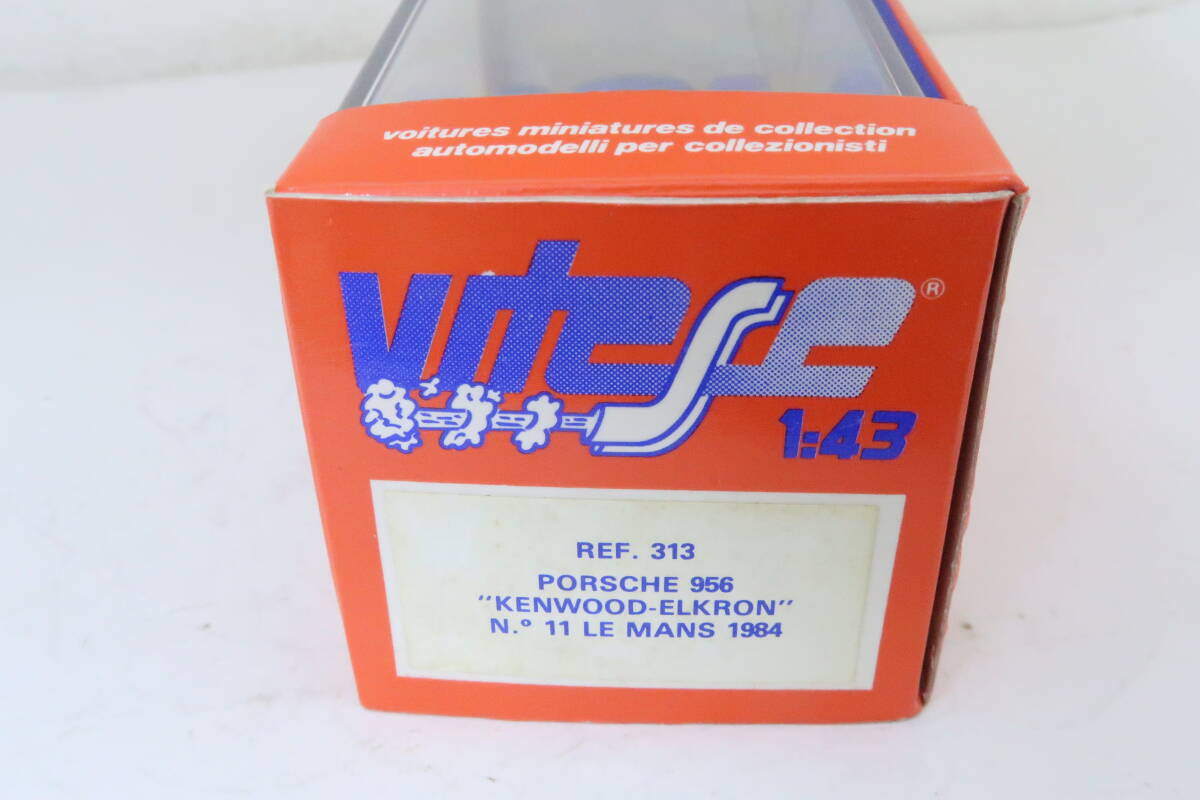 voitures miniatures de collection
automodelli per collezionisti
Vitesse ®
1:43
REF. 313
PORSCHE 956
"KENWOOD-ELKRON"
N.º 11 LE MANS 1984